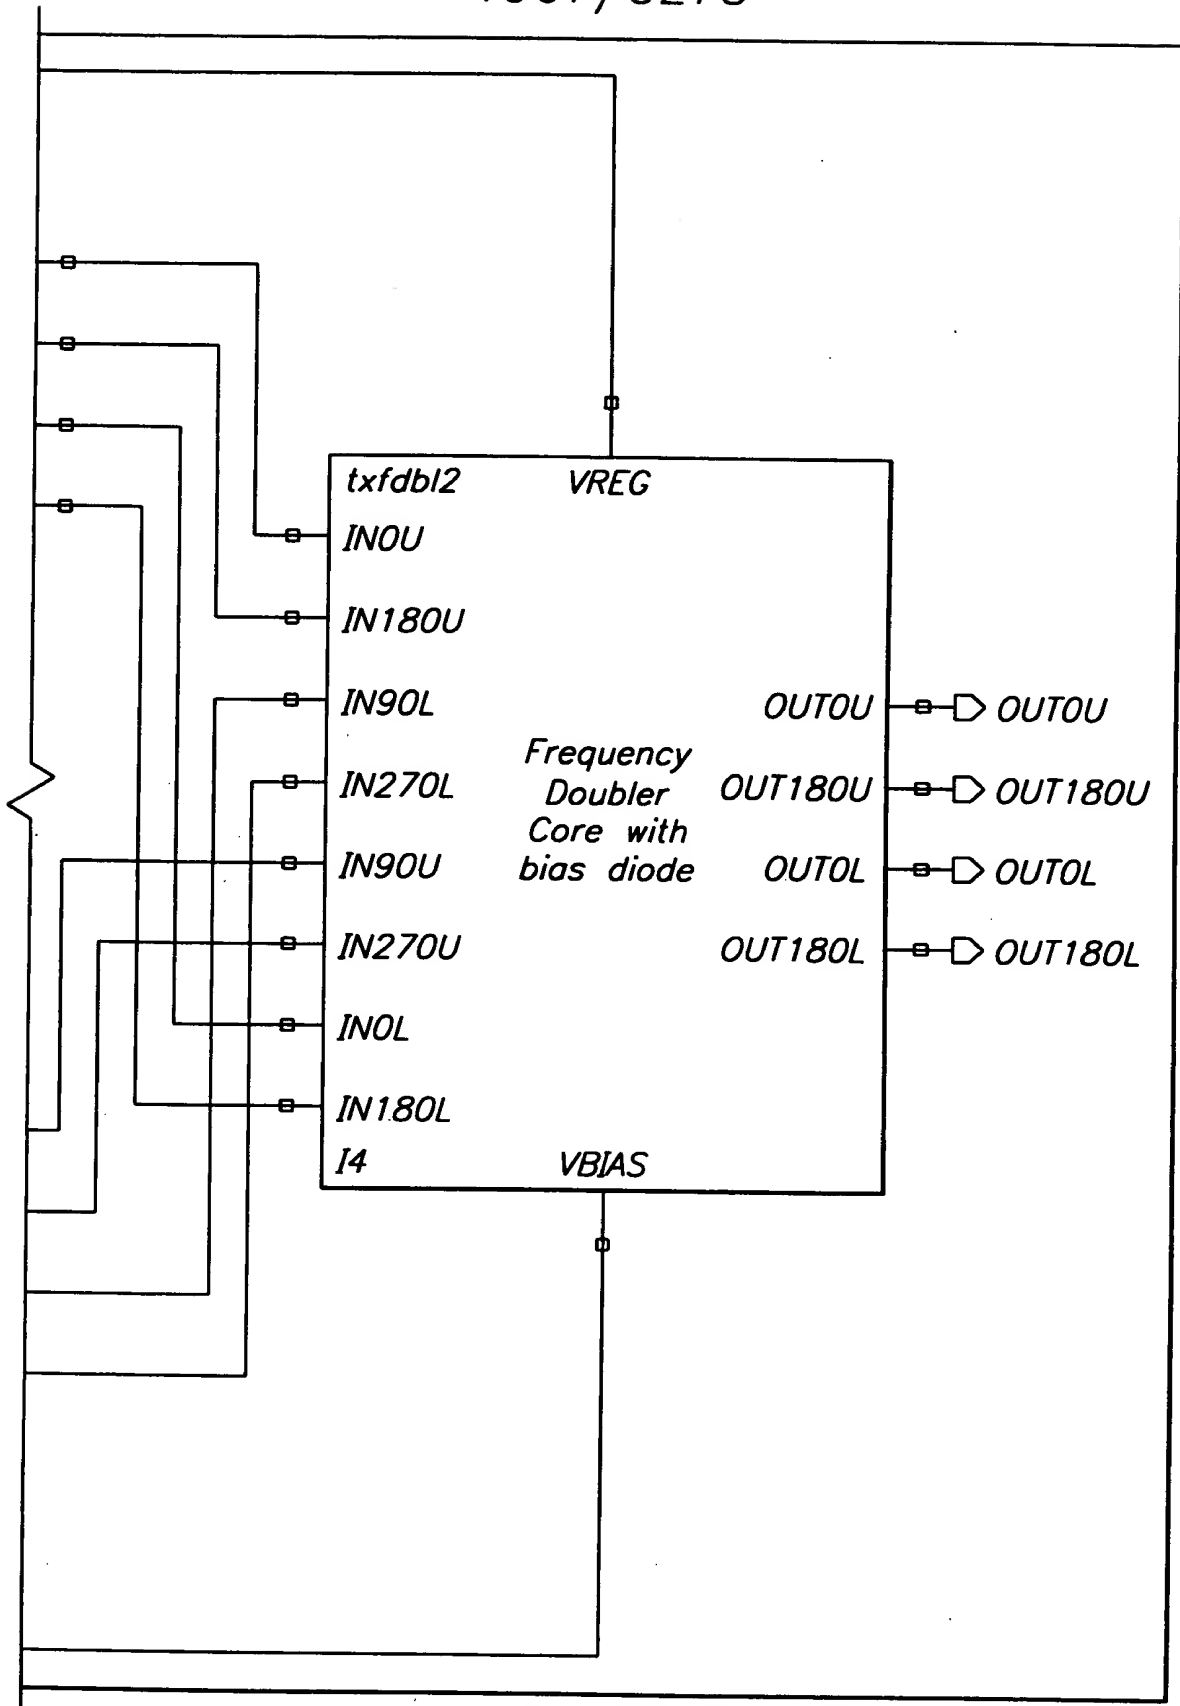 txfdbl2
VREG
IN0U
IN180U
IN90L
IN270L
IN90U
IN270U
IN0L
IN180L
I4
VBIAS
Frequency
Doubler
Core with
bias diode
OUT0U
OUT180U
OUT0L
OUT180L
OUT0U
OUT180U
OUT0L
OUT180L